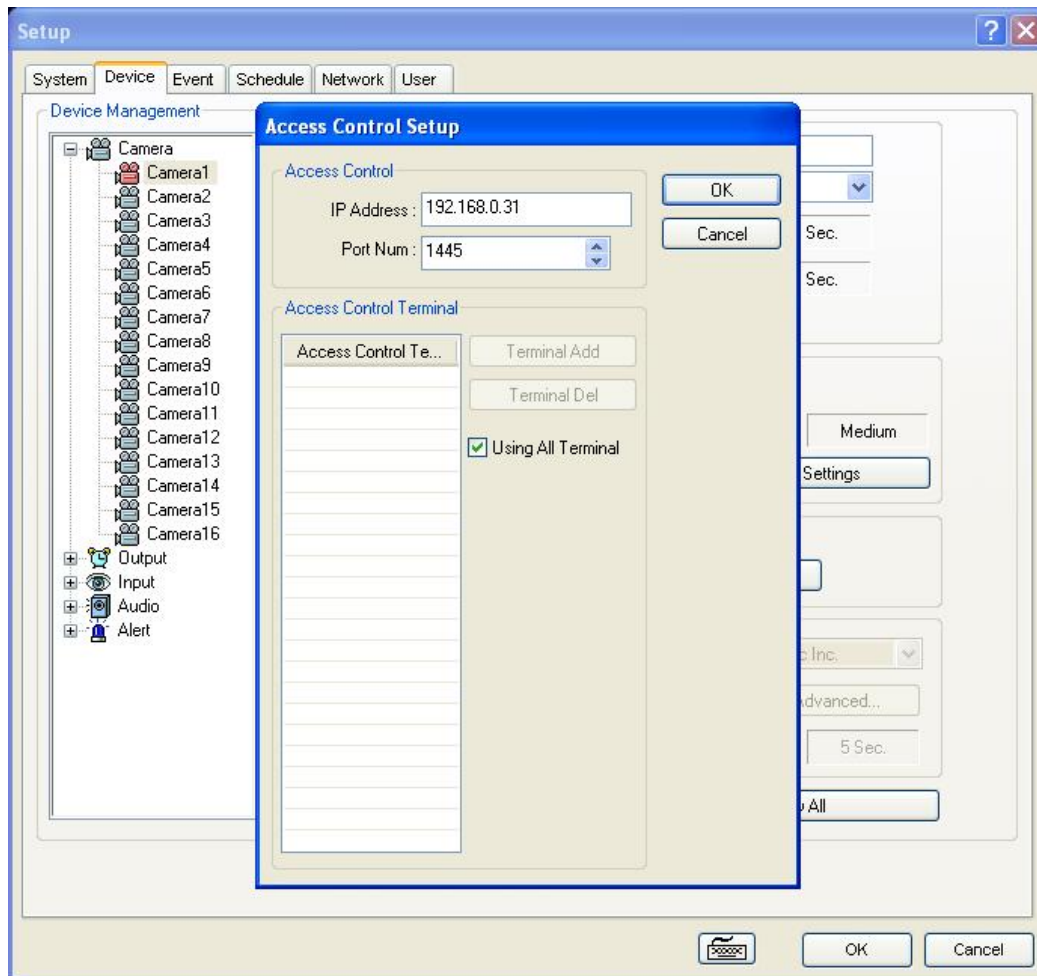 Setup
System Device Event Schedule Network User
Device Management
Camera
Camera1
Camera2
Camera3
Camera4
Camera5
Camera6
Camera7
Camera8
Camera9
Camera10
Camera11
Camera12
Camera13
Camera14
Camera15
Camera16
Output
Input
Audio
Alert
Access Control Setup
Access Control
IP Address : 192.168.0.31
Port Num : 1445
OK
Cancel
Access Control Terminal
Access Control Te...
Terminal Add
Terminal Del
Using All Terminal
Sec.
Sec.
Medium
Settings
Inc.
Advanced...
5 Sec.
All
OK Cancel